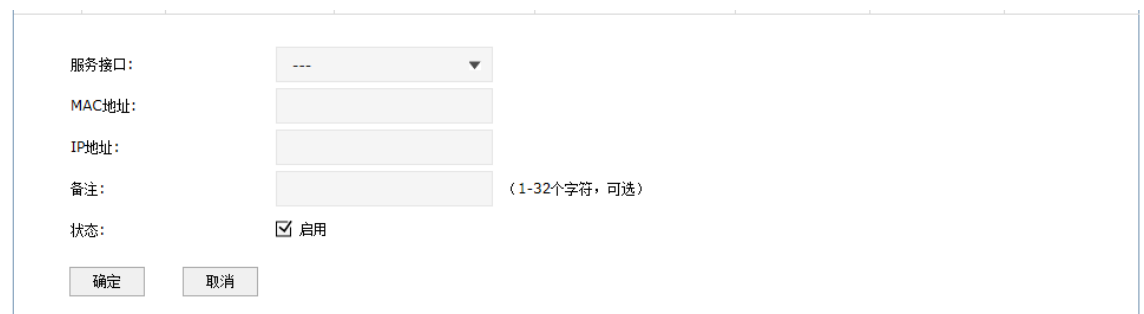 服务接口: ---
MAC地址:
IP地址:
备注: （1-32个字符，可选）
状态: 启用
确定 取消